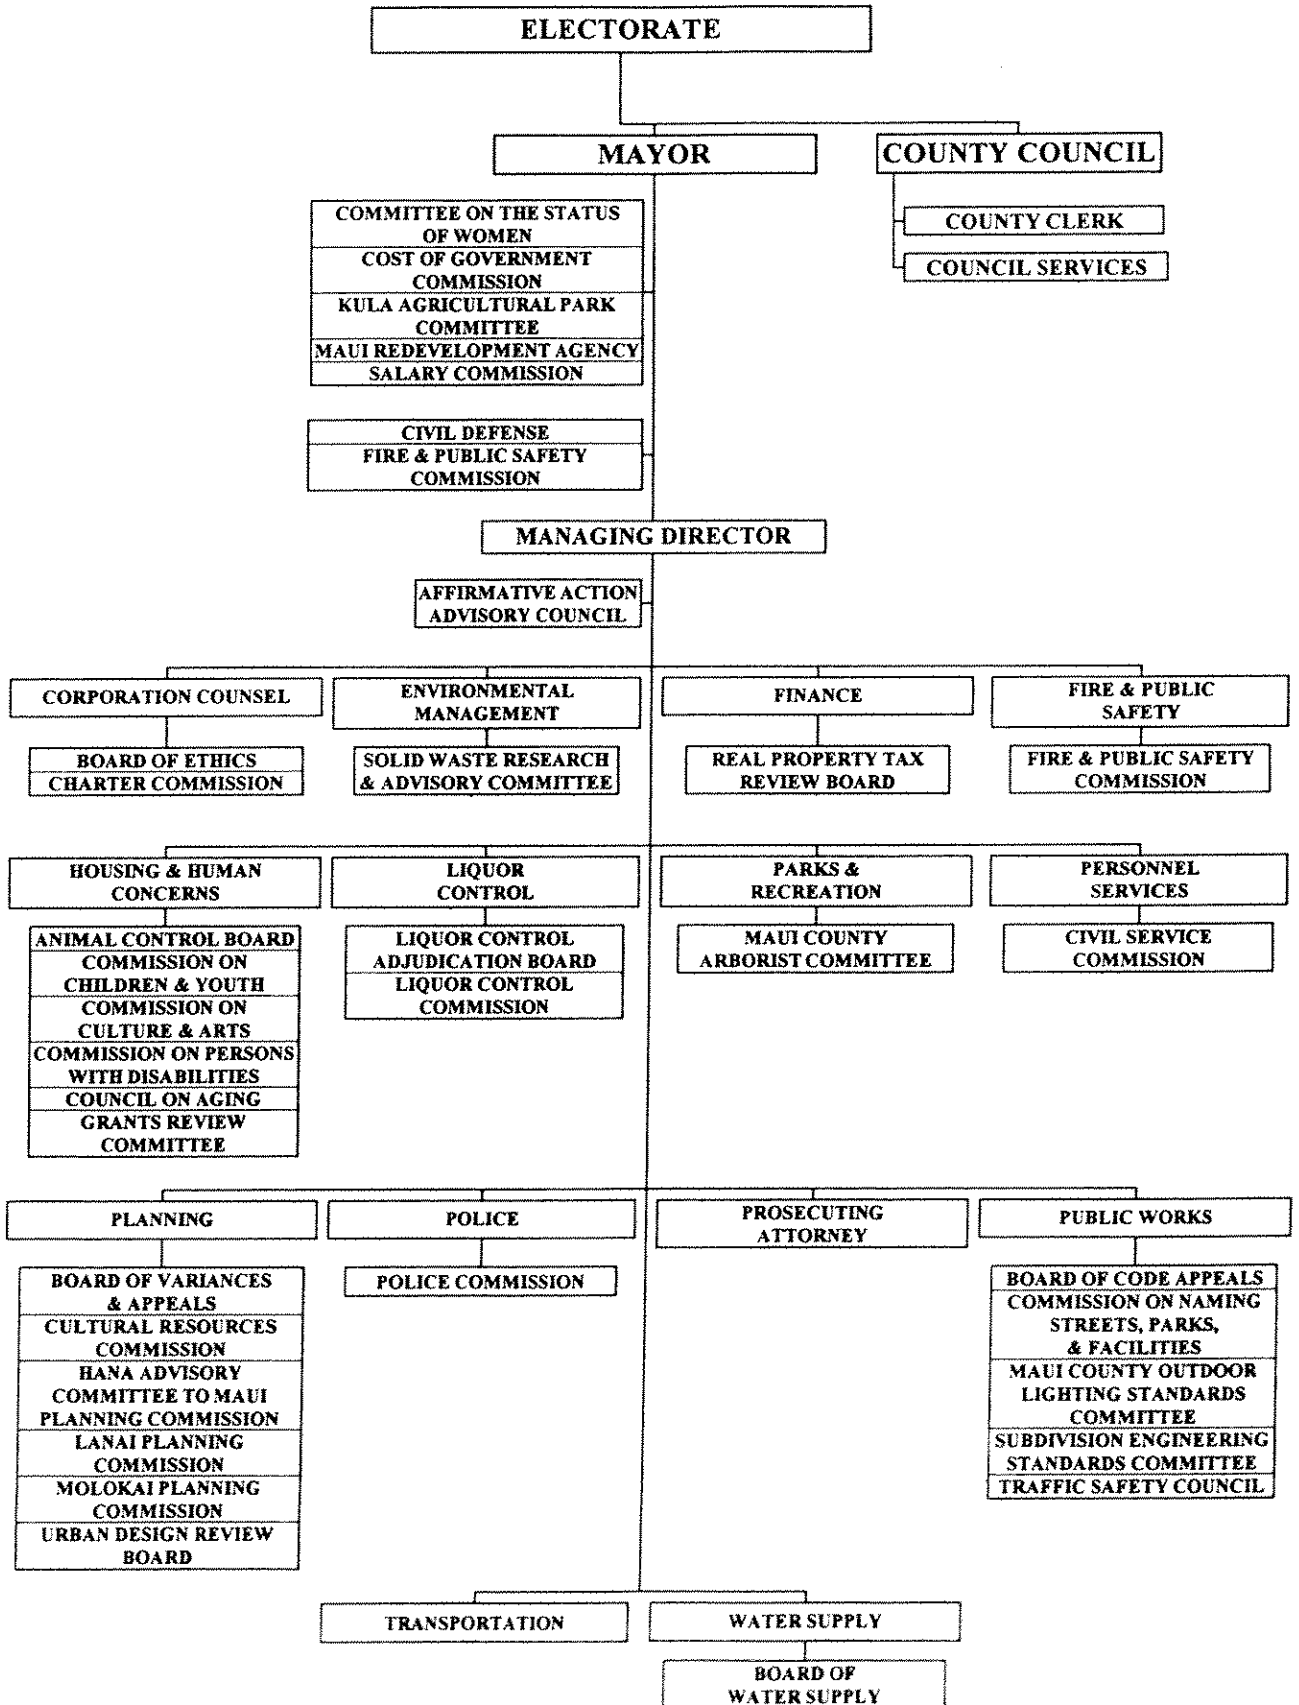 ELECTORATE
MAYOR
COUNTY COUNCIL
COMMITTEE ON THE STATUS
OF WOMEN
COST OF GOVERNMENT
COMMISSION
KULA AGRICULTURAL PARK
COMMITTEE
MAUI REDEVELOPMENT AGENCY
SALARY COMMISSION
COUNTY CLERK
COUNCIL SERVICES
CIVIL DEFENSE
FIRE & PUBLIC SAFETY
COMMISSION
MANAGING DIRECTOR
AFFIRMATIVE ACTION
ADVISORY COUNCIL
CORPORATION COUNSEL
BOARD OF ETHICS
CHARTER COMMISSION
ENVIRONMENTAL
MANAGEMENT
SOLID WASTE RESEARCH
& ADVISORY COMMITTEE
FINANCE
REAL PROPERTY TAX
REVIEW BOARD
FIRE & PUBLIC
SAFETY
FIRE & PUBLIC SAFETY
COMMISSION
HOUSING & HUMAN
CONCERNS
ANIMAL CONTROL BOARD
COMMISSION ON
CHILDREN & YOUTH
COMMISSION ON
CULTURE & ARTS
COMMISSION ON PERSONS
WITH DISABILITIES
COUNCIL ON AGING
GRANTS REVIEW
COMMITTEE
LIQUOR
CONTROL
LIQUOR CONTROL
ADJUDICATION BOARD
LIQUOR CONTROL
COMMISSION
PARKS &
RECREATION
MAUI COUNTY
ARBORIST COMMITTEE
PERSONNEL
SERVICES
CIVIL SERVICE
COMMISSION
PLANNING
BOARD OF VARIANCES
& APPEALS
CULTURAL RESOURCES
COMMISSION
HANA ADVISORY
COMMITTEE TO MAUI
PLANNING COMMISSION
LANAI PLANNING
COMMISSION
MOLOKAI PLANNING
COMMISSION
URBAN DESIGN REVIEW
BOARD
POLICE
POLICE COMMISSION
PROSECUTING
ATTORNEY
PUBLIC WORKS
BOARD OF CODE APPEALS
COMMISSION ON NAMING
STREETS, PARKS,
& FACILITIES
MAUI COUNTY OUTDOOR
LIGHTING STANDARDS
COMMITTEE
SUBDIVISION ENGINEERING
STANDARDS COMMITTEE
TRAFFIC SAFETY COUNCIL
TRANSPORTATION
WATER SUPPLY
BOARD OF
WATER SUPPLY